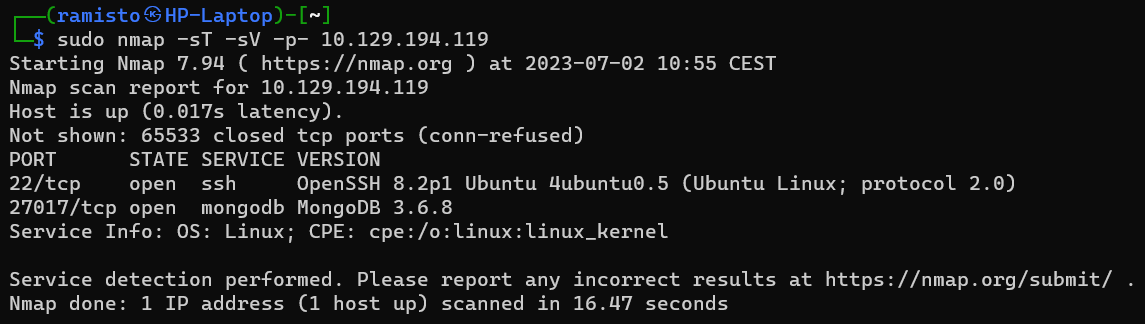 ┌──(ramisto㉿HP-Laptop)-[~]
└─$ sudo nmap -sT -sV -p- 10.129.194.119
Starting Nmap 7.94 ( https://nmap.org ) at 2023-07-02 10:55 CEST
Nmap scan report for 10.129.194.119
Host is up (0.017s latency).
Not shown: 65533 closed tcp ports (conn-refused)
PORT      STATE SERVICE VERSION
22/tcp    open  ssh     OpenSSH 8.2p1 Ubuntu 4ubuntu0.5 (Ubuntu Linux; protocol 2.0)
27017/tcp open  mongodb MongoDB 3.6.8
Service Info: OS: Linux; CPE: cpe:/o:linux:linux_kernel

Service detection performed. Please report any incorrect results at https://nmap.org/submit/ .
Nmap done: 1 IP address (1 host up) scanned in 16.47 seconds